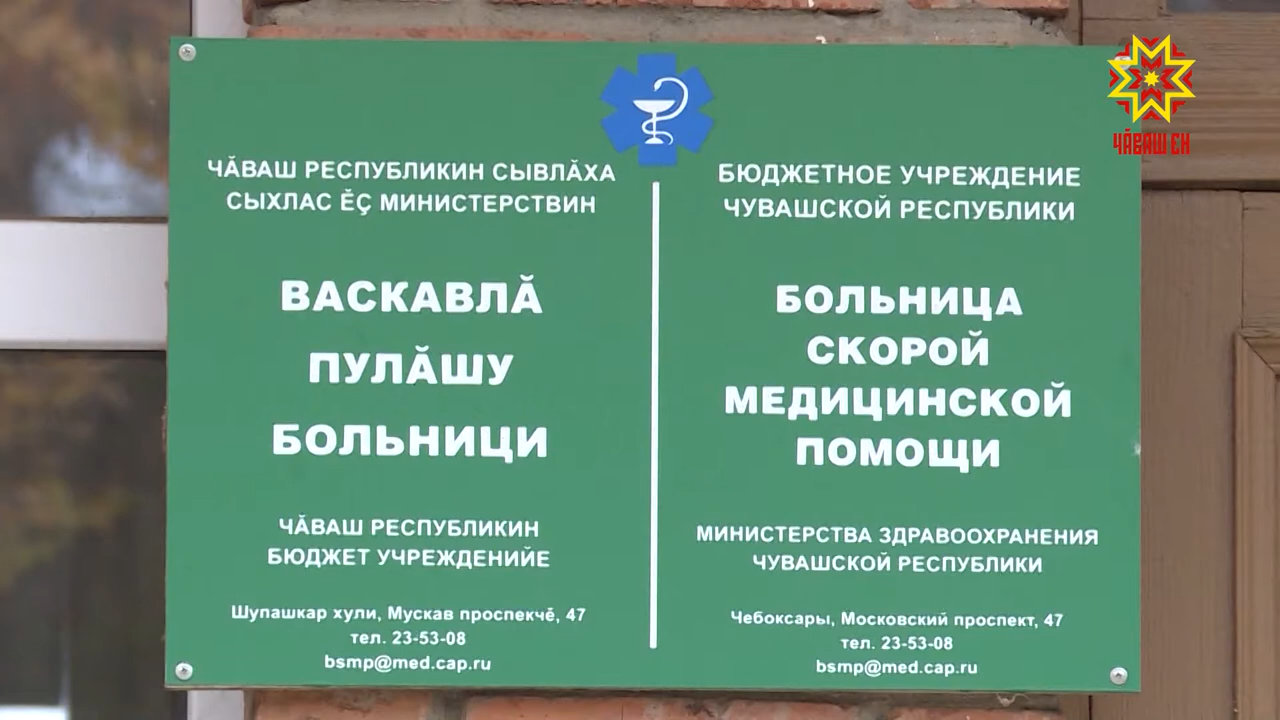 ЧӐВАШ РЕСПУБЛИКИН СЫВЛӐХА
СЫХЛАС ӖҪ МИНИСТЕРСТВИН
ВАСКАВЛӐ
ПУЛӐШУ
БОЛЬНИЦИ
ЧӐВАШ РЕСПУБЛИКИН
БЮДЖЕТ УЧРЕЖДЕНИЙЕ
Шупашкар хули, Мускав проспекчӗ, 47
тел. 23-53-08
bsmp@med.cap.ru
БЮДЖЕТНОЕ УЧРЕЖДЕНИЕ
ЧУВАШСКОЙ РЕСПУБЛИКИ
БОЛЬНИЦА
СКОРОЙ
МЕДИЦИНСКОЙ
ПОМОЩИ
МИНИСТЕРСТВА ЗДРАВООХРАНЕНИЯ
ЧУВАШСКОЙ РЕСПУБЛИКИ
Чебоксары, Московский проспект, 47
тел. 23-53-08
bsmp@med.cap.ru
ЧӐВАШ ЕН